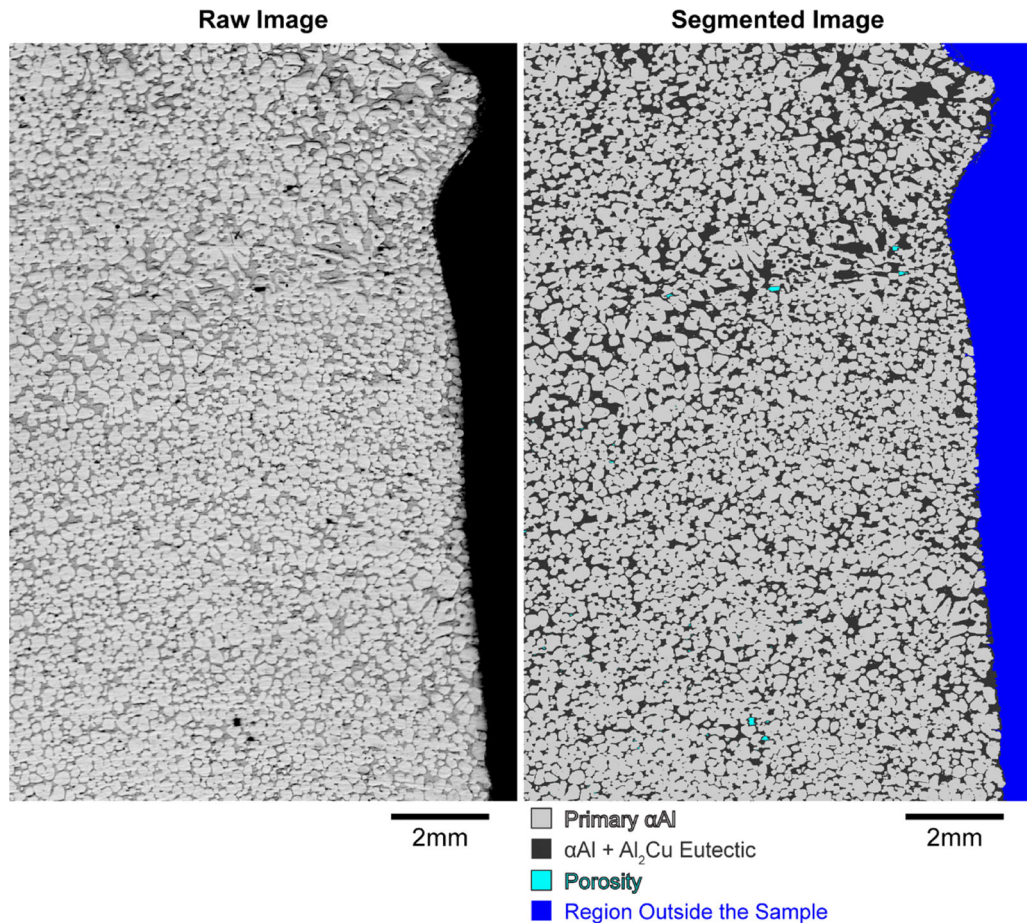 Raw Image
Segmented Image
2mm
2mm
Primary αAl
αAl + Al₂Cu Eutectic
Porosity
Region Outside the Sample